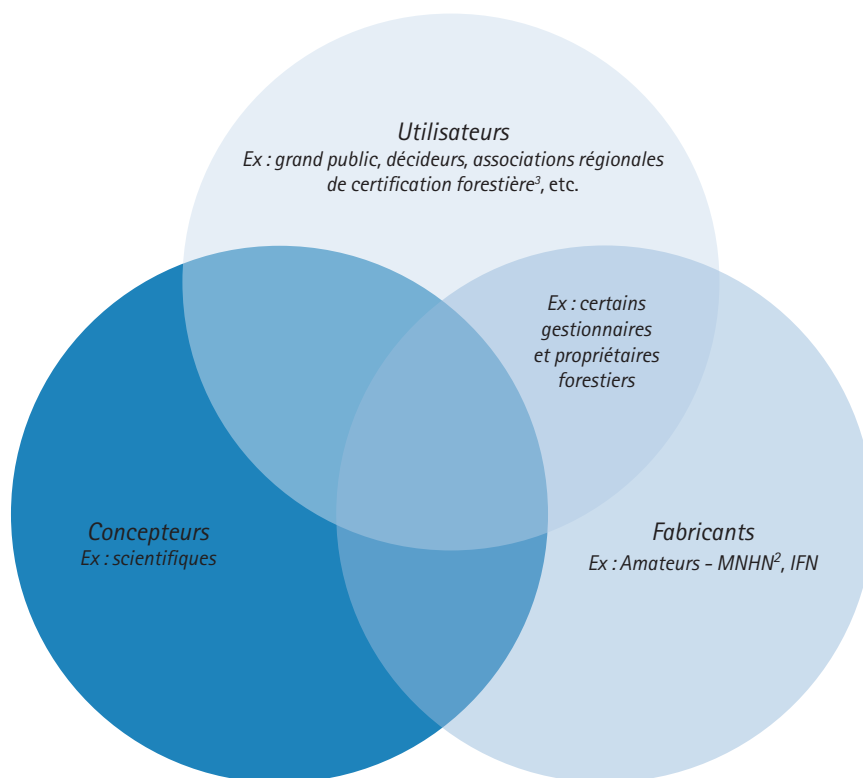 Utilisateurs
Ex : grand public, décideurs, associations régionales
de certification forestière³, etc.
Ex : certains
gestionnaires
et propriétaires
forestiers
Concepteurs
Ex : scientifiques
Fabricants
Ex : Amateurs - MNHN², IFN